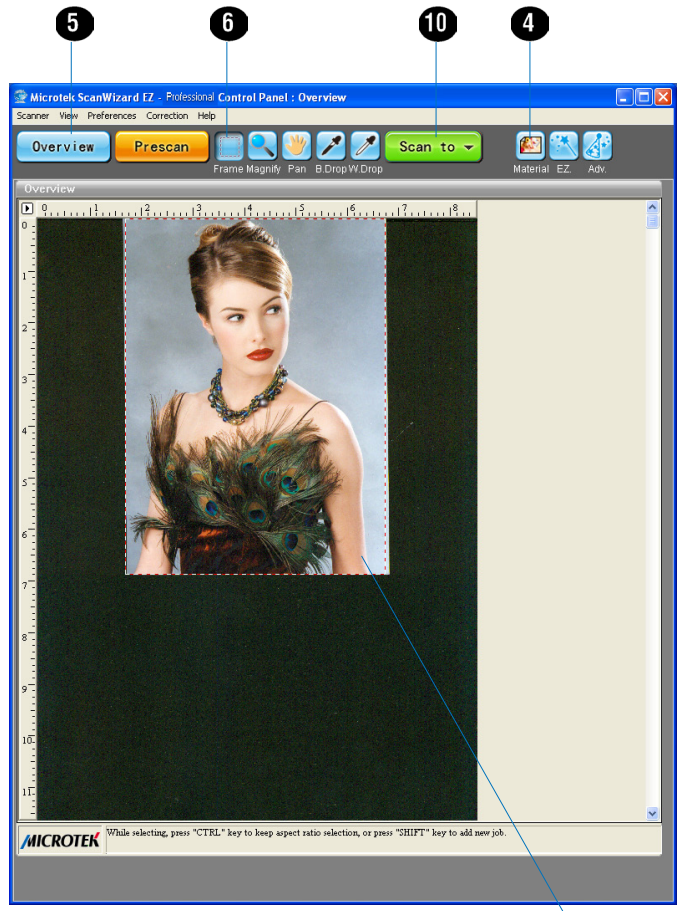 5 6 10 4
Microtek ScanWizard EZ - Professional Control Panel : Overview
Scanner View Preferences Correction Help
Overview Prescan Scan to
Frame Magnify Pan B.Drop W.Drop Material EZ. Adv.
Overview
0 1 2 3 4 5 6 7 8
0
1
2
3
4
5
6
7
8
9
10
11
MICROTEK While selecting, press "CTRL" key to keep aspect ratio selection, or press "SHIFT" key to add new job.